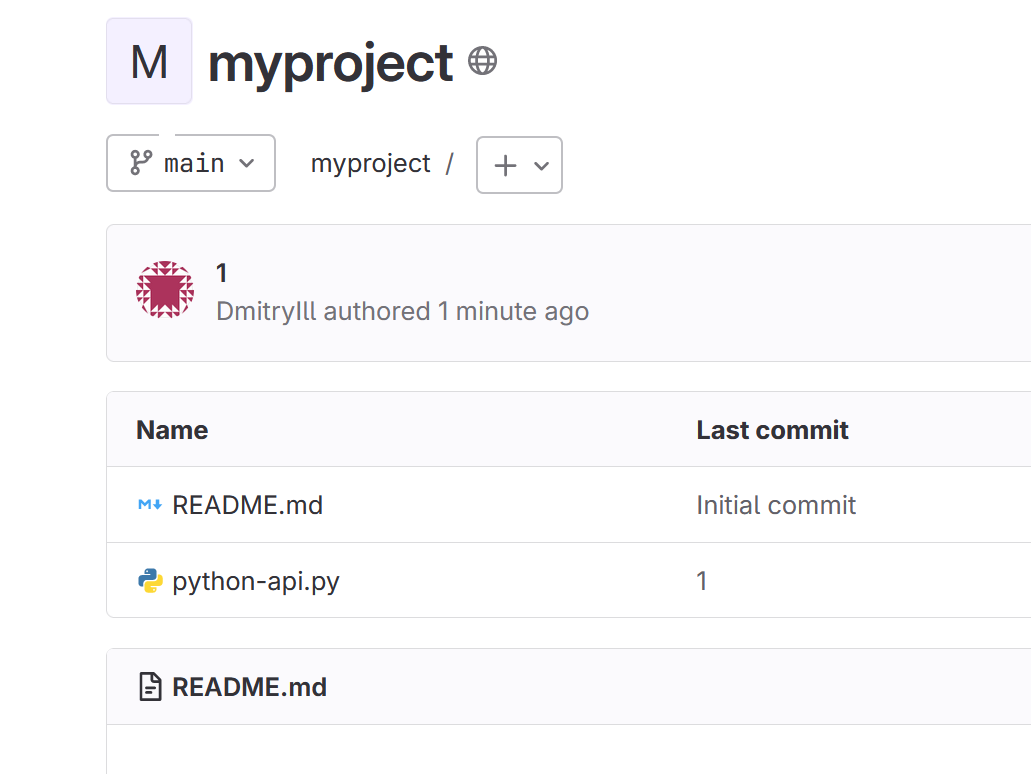 M myproject
main myproject / +
1
DmitryIll authored 1 minute ago
Name Last commit
README.md Initial commit
python-api.py 1
README.md